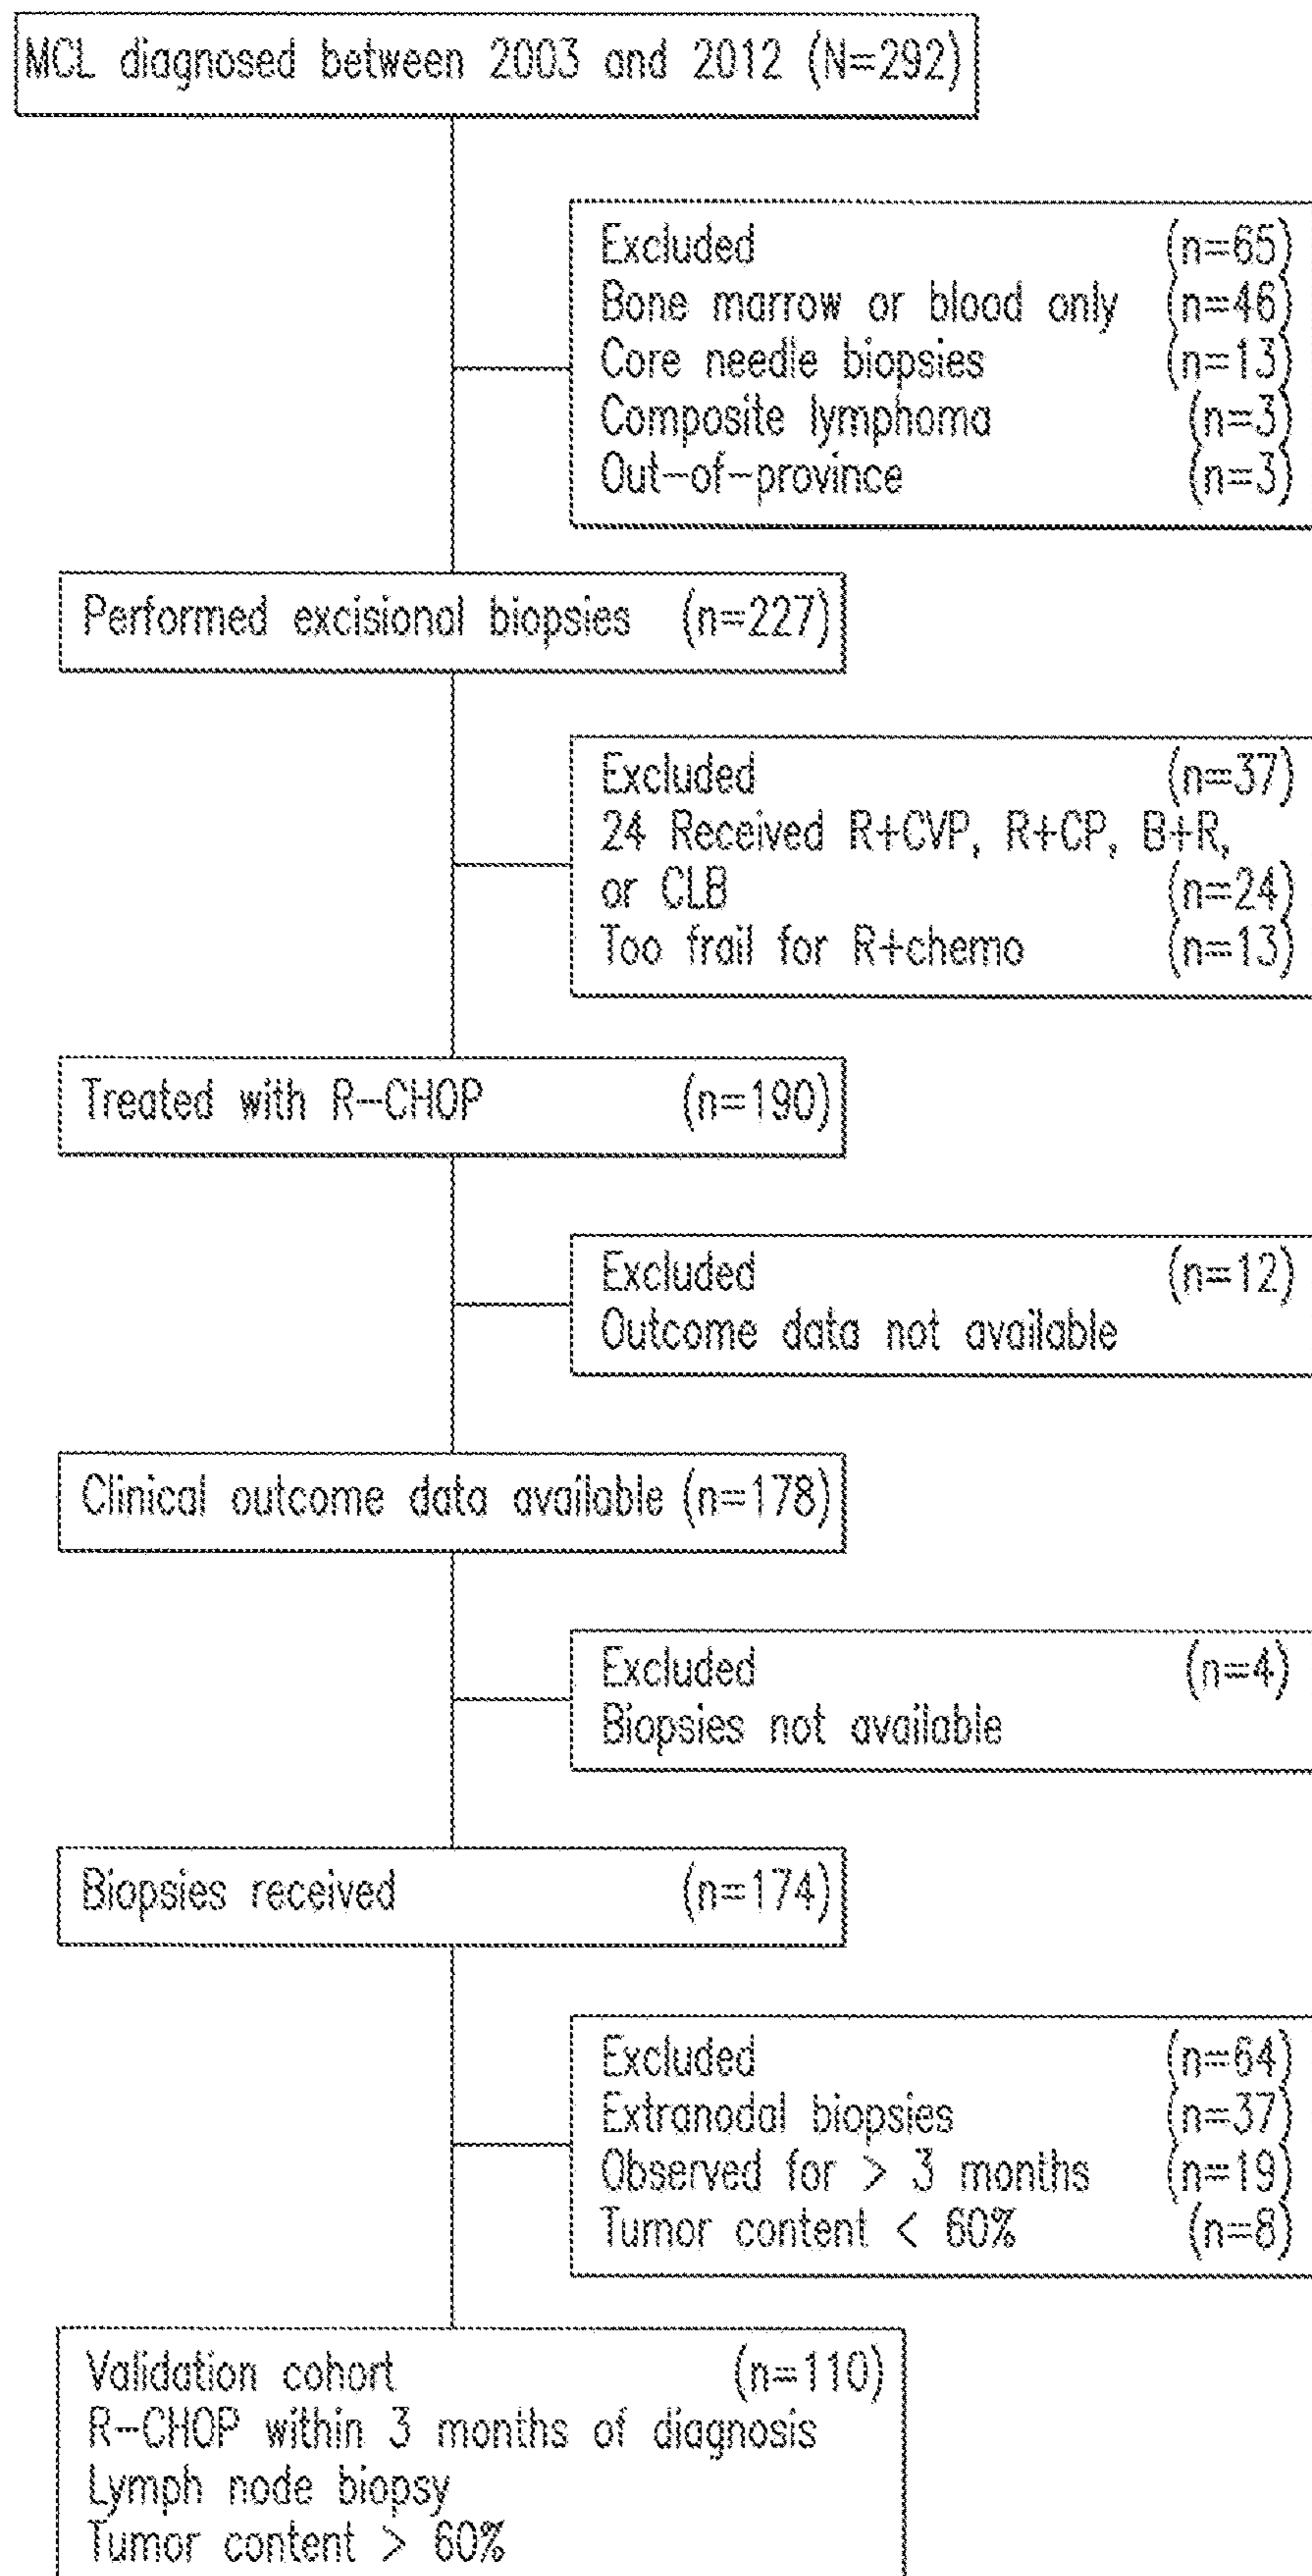 MCL diagnosed between 2003 and 2012 (N=292)
Excluded (n=65)
Bone marrow or blood only (n=46)
Core needle biopsies (n=13)
Composite lymphoma (n=3)
Out-of-province (n=3)
Performed excisional biopsies (n=227)
Excluded (n=37)
24 Received R+CVP, R+CP, B+R,
or CLB (n=24)
Too frail for R+chemo (n=13)
Treated with R-CHOP (n=190)
Excluded (n=12)
Outcome data not available
Clinical outcome data available (n=178)
Excluded (n=4)
Biopsies not available
Biopsies received (n=174)
Excluded (n=64)
Extranodal biopsies (n=37)
Observed for > 3 months (n=19)
Tumor content < 60% (n=8)
Validation cohort (n=110)
R-CHOP within 3 months of diagnosis
Lymph node biopsy
Tumor content > 60%